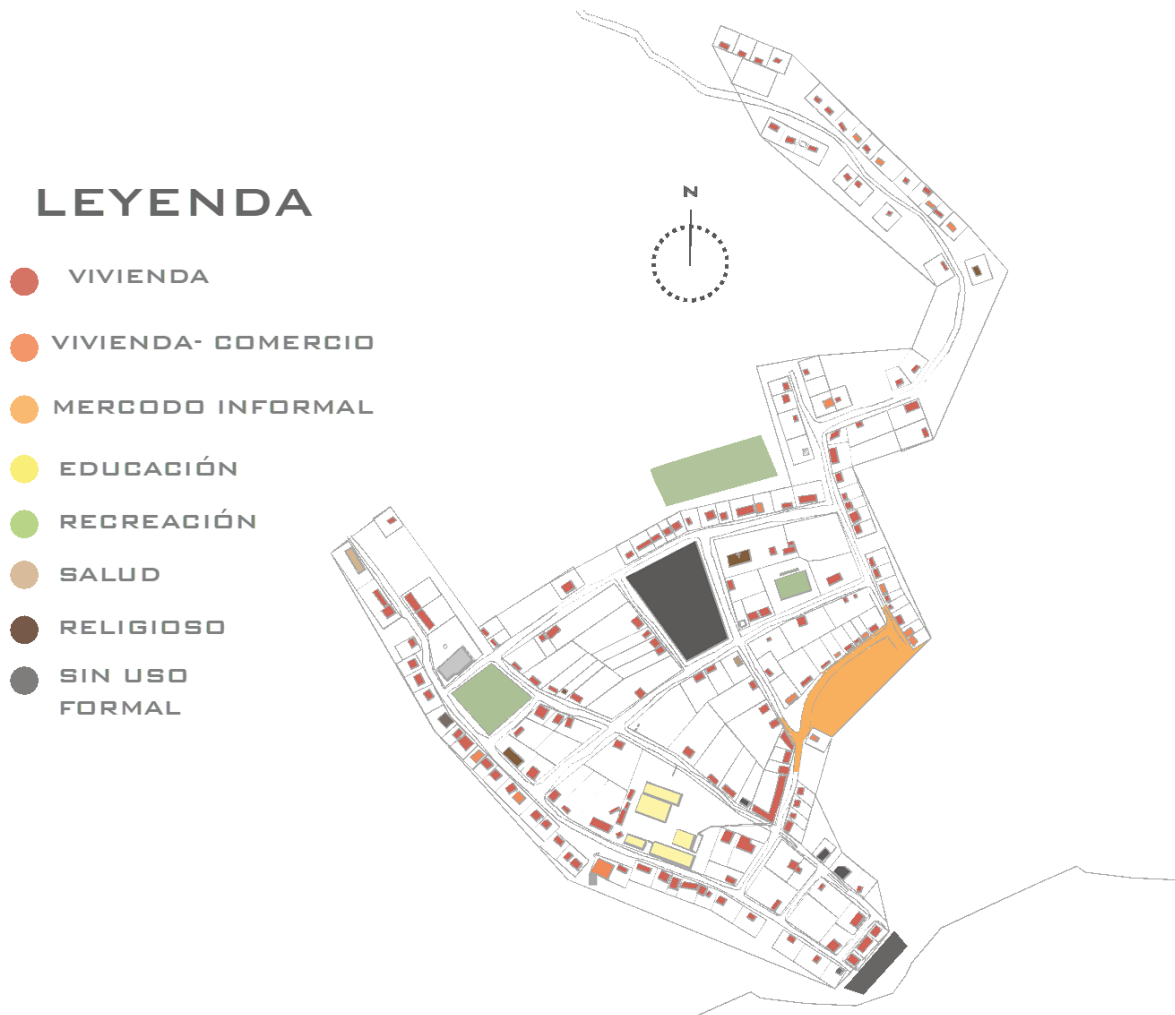 N
LEYENDA
VIVIENDA
VIVIENDA- COMERCIO
MERCODO INFORMAL
EDUCACIÓN
RECREACIÓN
SALUD
RELIGIOSO
SIN USO
FORMAL